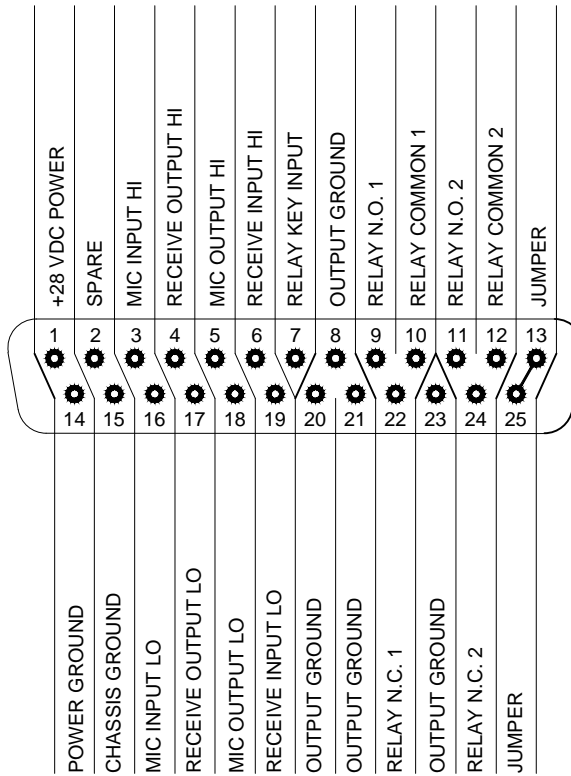 +28 VDC POWER
SPARE
MIC INPUT HI
RECEIVE OUTPUT HI
MIC OUTPUT HI
RECEIVE INPUT HI
RELAY KEY INPUT
OUTPUT GROUND
RELAY N.O. 1
RELAY COMMON 1
RELAY N.O. 2
RELAY COMMON 2
JUMPER
1 2 3 4 5 6 7 8 9 10 11 12 13
14 15 16 17 18 19 20 21 22 23 24 25
POWER GROUND
CHASSIS GROUND
MIC INPUT LO
RECEIVE OUTPUT LO
MIC OUTPUT LO
RECEIVE INPUT LO
OUTPUT GROUND
OUTPUT GROUND
RELAY N.C. 1
OUTPUT GROUND
RELAY N.C. 2
JUMPER